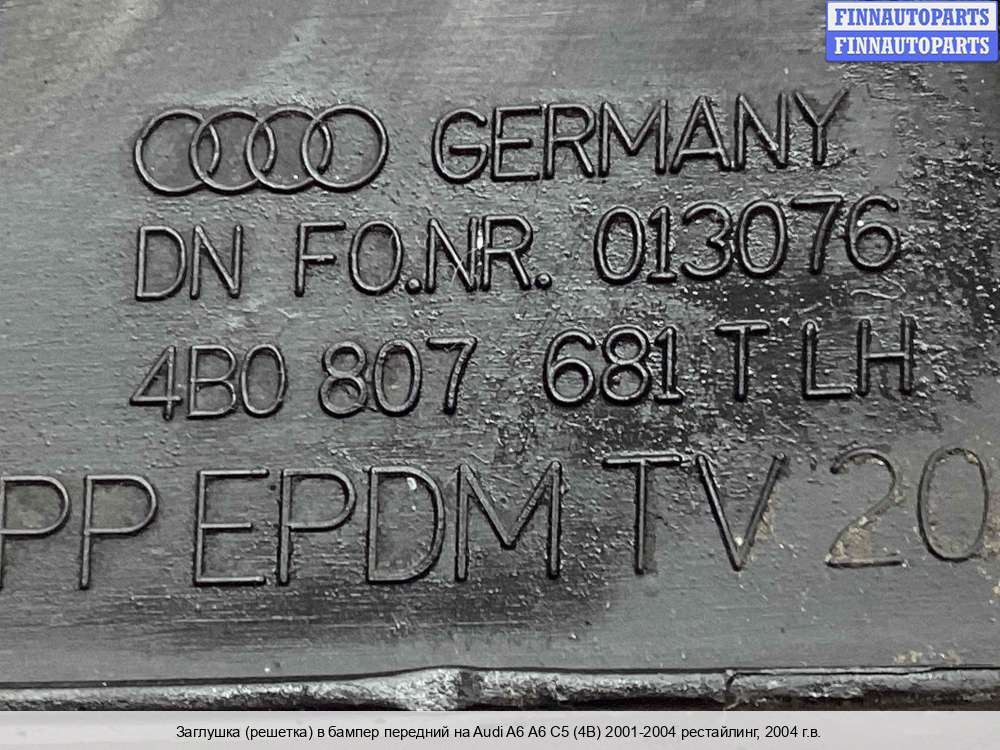 FINNAUTOPARTS
FINNAUTOPARTS
GERMANY
DN FO.NR. 013076
4B0 807 681 T LH
PP EPDM TV 20
Заглушка (решетка) в бампер передний на Audi A6 A6 C5 (4B) 2001-2004 рестайлинг, 2004 г.в.